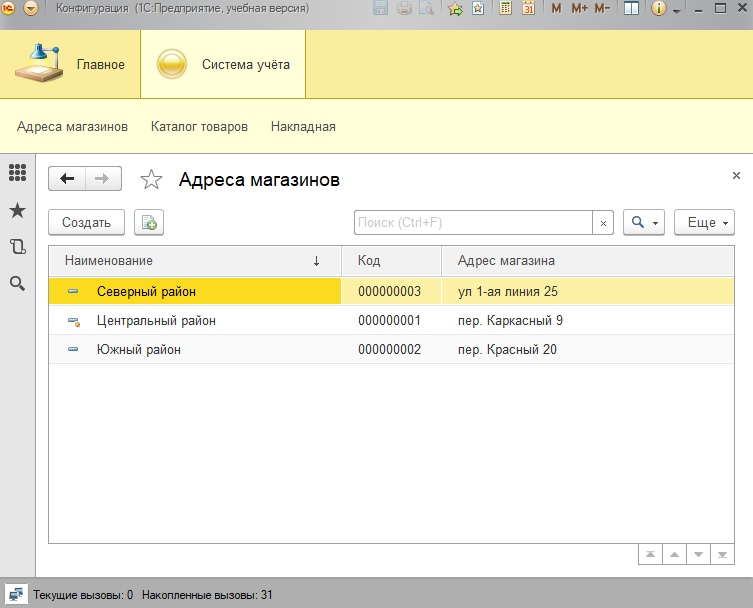 Конфигурация (1С:Предприятие, учебная версия) 31 M M+ M-
Главное Система учёта
Адреса магазинов Каталог товаров Накладная
Адреса магазинов
Создать Поиск (Ctrl+F) Еще
Наименование Код Адрес магазина
Северный район 000000003 ул 1-ая линия 25
Центральный район 000000001 пер. Каркасный 9
Южный район 000000002 пер. Красный 20
Текущие вызовы: 0 Накопленные вызовы: 31